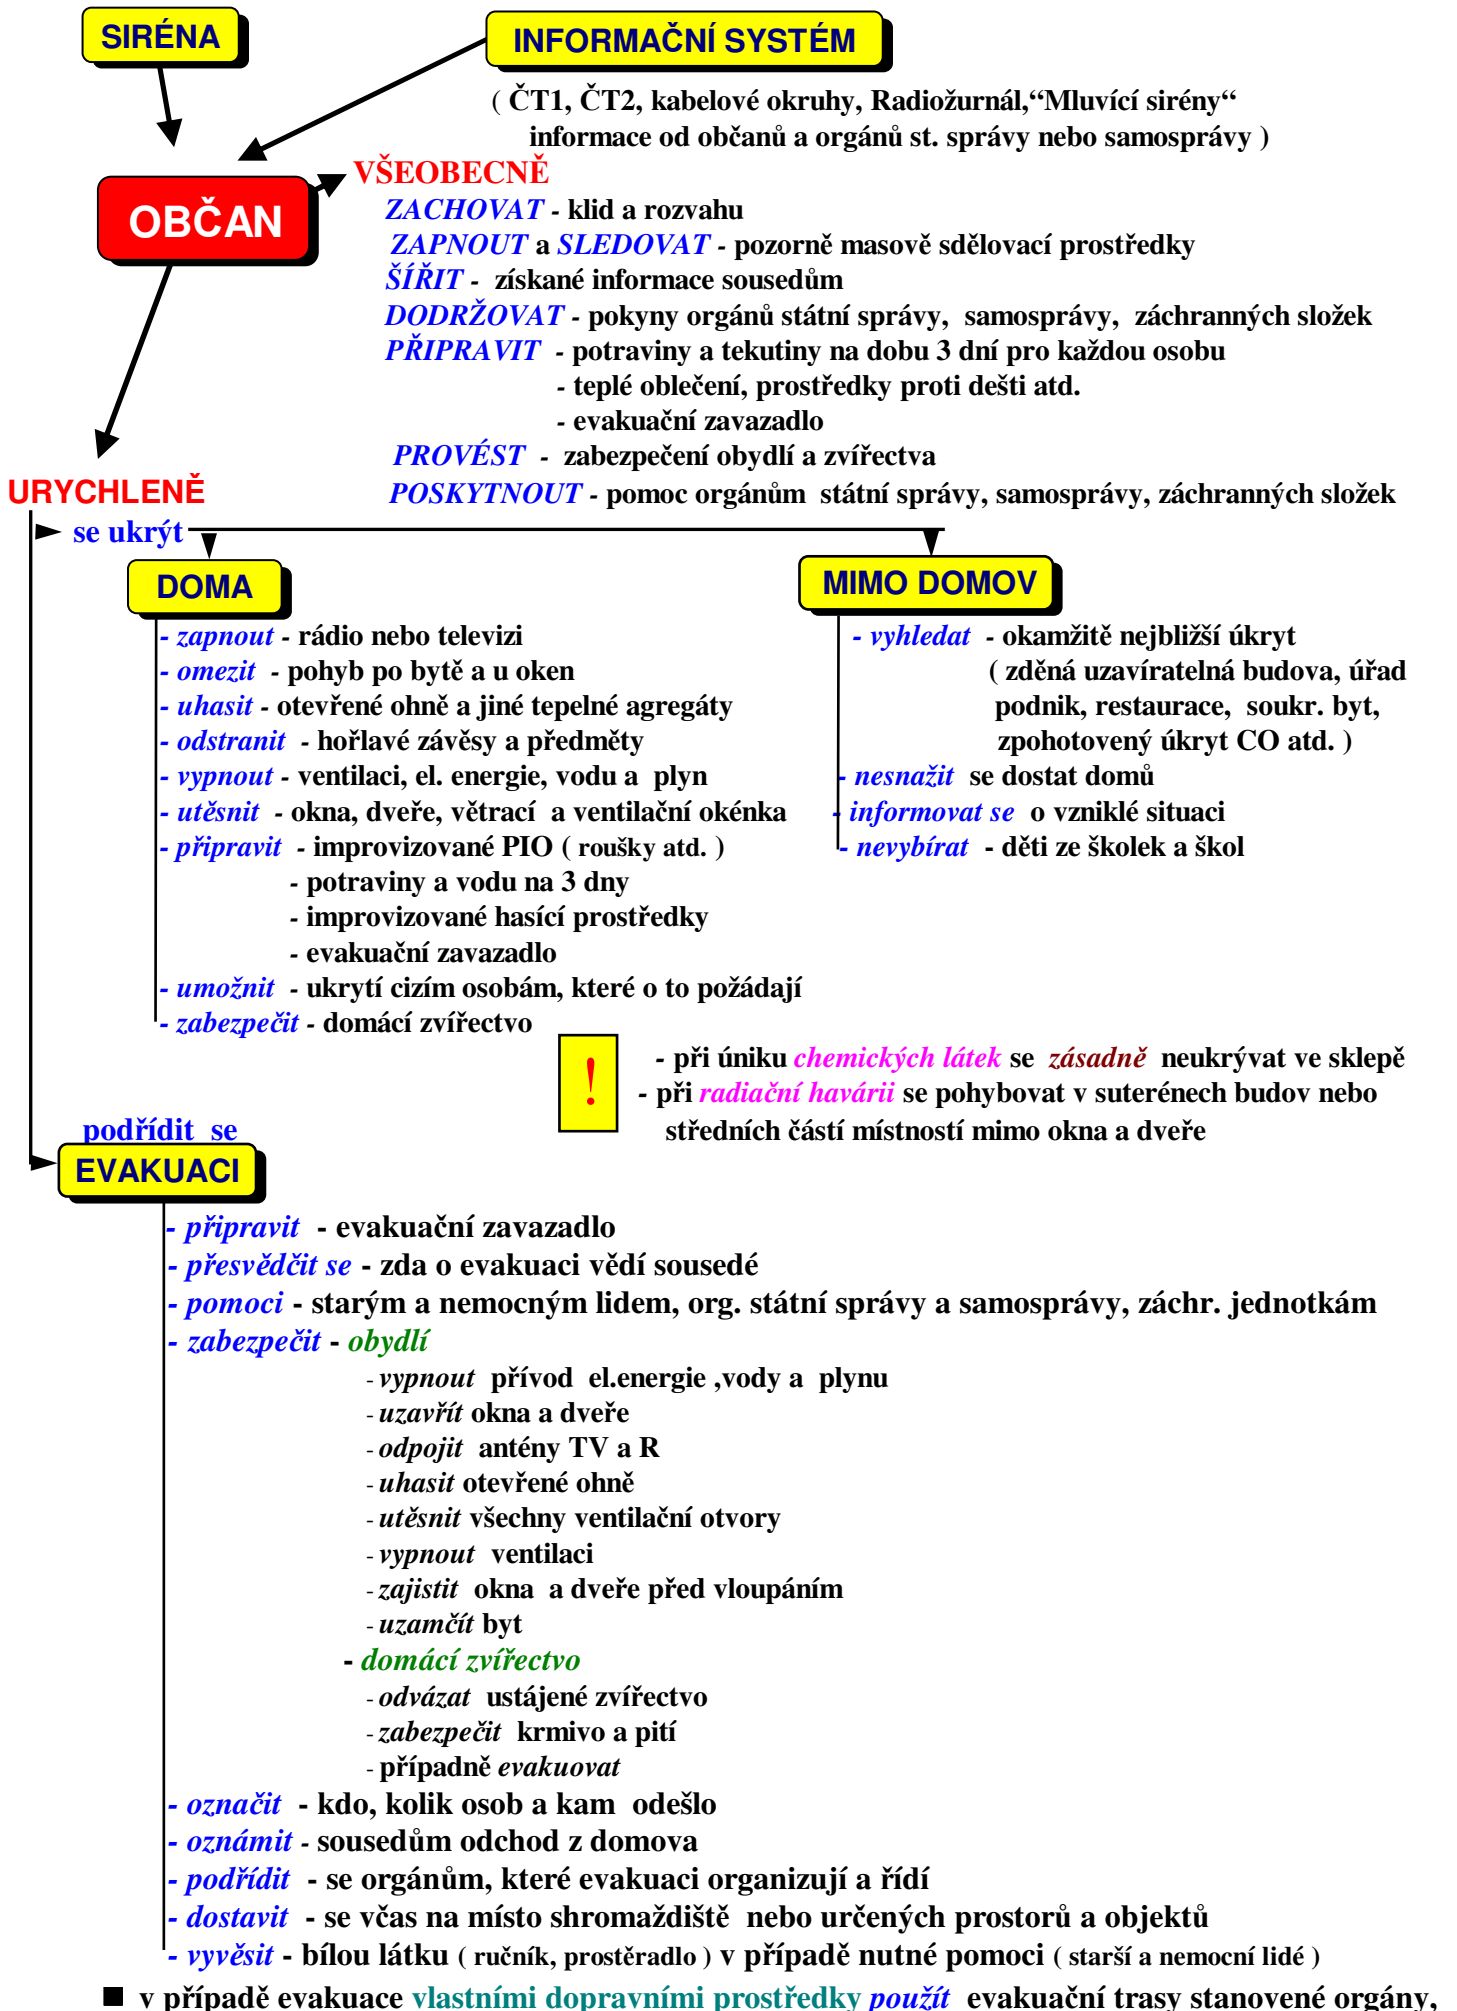 SIRÉNA
INFORMAČNÍ SYSTÉM
( ČT1, ČT2, kabelové okruhy, Radiožurnál,“Mluvící sirény“
informace od občanů a orgánů st. správy nebo samosprávy )
OBČAN
VŠEOBECNĚ
ZACHOVAT - klid a rozvahu
ZAPNOUT a SLEDOVAT - pozorně masově sdělovací prostředky
ŠÍŘIT - získané informace sousedům
DODRŽOVAT - pokyny orgánů státní správy, samosprávy, záchranných složek
PŘIPRAVIT - potraviny a tekutiny na dobu 3 dní pro každou osobu
- teplé oblečení, prostředky proti dešti atd.
- evakuační zavazadlo
PROVÉST - zabezpečení obydlí a zvířectva
POSKYTNOUT - pomoc orgánům státní správy, samosprávy, záchranných složek
URYCHLENĚ
se ukrýt
DOMA
- zapnout - rádio nebo televizi
- omezit - pohyb po bytě a u oken
- uhasit - otevřené ohně a jiné tepelné agregáty
- odstranit - hořlavé závěsy a předměty
- vypnout - ventilaci, el. energie, vodu a plyn
- utěsnit - okna, dveře, větrací a ventilační okénka
- připravit - improvizované PIO ( roušky atd. )
- potraviny a vodu na 3 dny
- improvizované hasící prostředky
- evakuační zavazadlo
- umožnit - ukrytí cizím osobám, které o to požádají
- zabezpečit - domácí zvířectvo
MIMO DOMOV
- vyhledat - okamžitě nejbližší úkryt
( zděná uzavíratelná budova, úřad
podnik, restaurace, soukr. byt,
zpohotovený úkryt CO atd. )
- nesnažit se dostat domů
- informovat se o vzniklé situaci
- nevybírat - děti ze školek a škol
!
- při úniku chemických látek se zásadně neukrývat ve sklepě
- při radiační havárii se pohybovat v suterénech budov nebo
středních částí místností mimo okna a dveře
podřídit se
EVAKUACI
- připravit - evakuační zavazadlo
- přesvědčit se - zda o evakuaci vědí sousedé
- pomoci - starým a nemocným lidem, org. státní správy a samosprávy, záchr. jednotkám
- zabezpečit - obydlí
- vypnout přívod el.energie ,vody a plynu
- uzavřít okna a dveře
- odpojit antény TV a R
- uhasit otevřené ohně
- utěsnit všechny ventilační otvory
- vypnout ventilaci
- zajistit okna a dveře před vloupáním
- uzamčít byt
- domácí zvířectvo
- odvázat ustájené zvířectvo
- zabezpečit krmivo a pití
- případně evakuovat
- označit - kdo, kolik osob a kam odešlo
- oznámit - sousedům odchod z domova
- podřídit - se orgánům, které evakuaci organizují a řídí
- dostavit - se včas na místo shromaždiště nebo určených prostorů a objektů
- vyvěsit - bílou látku ( ručník, prostěradlo ) v případě nutné pomoci ( starší a nemocní lidé )
■ v případě evakuace vlastními dopravními prostředky použít evakuační trasy stanovené orgány,